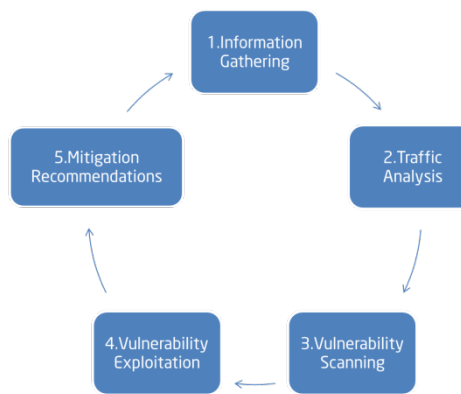 1.Information
Gathering
2.Traffic
Analysis
3.Vulnerability
Scanning
4.Vulnerability
Exploitation
5.Mitigation
Recommendations